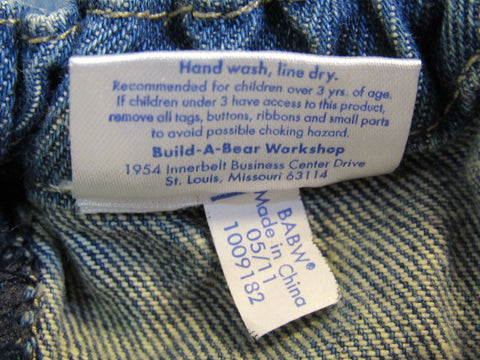 Hand wash, line dry.
Recommended for children over 3 yrs. of age.
If children under 3 have access to this product,
remove all tags, buttons, ribbons and small parts
to avoid possible choking hazard.
Build-A-Bear Workshop
1954 Innerbelt Business Center Drive
St. Louis, Missouri 63114
BABW®
Made in China
05/11
1009182